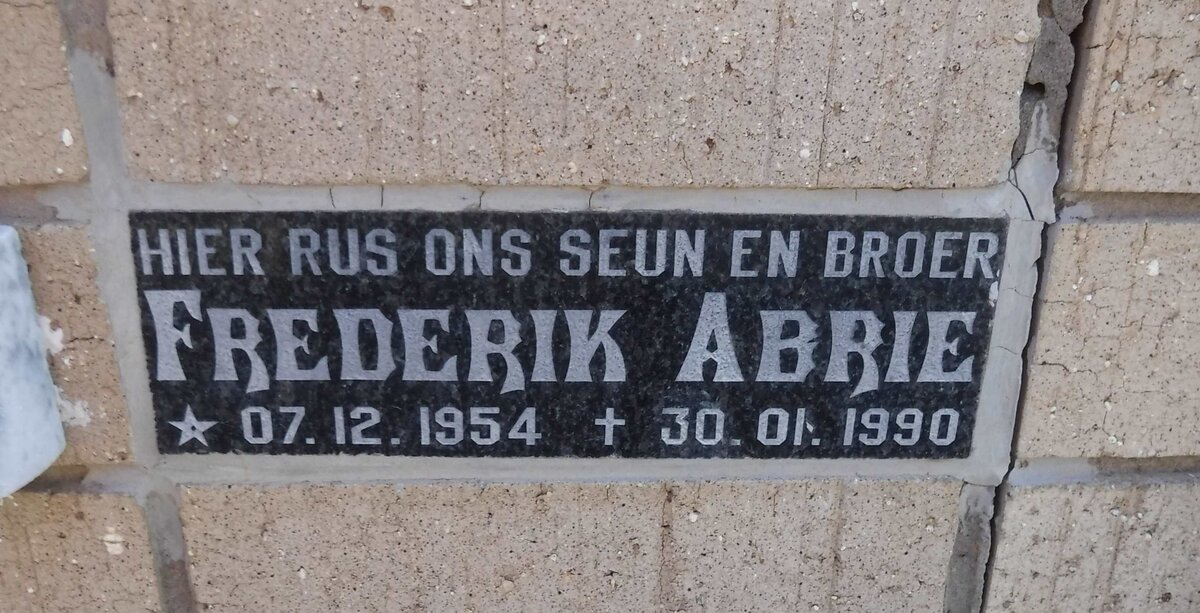 HIER RUS ONS SEUN EN BROER
FREDERIK ABRIE
☆ 07.12.1954 ✝ 30.01.1990